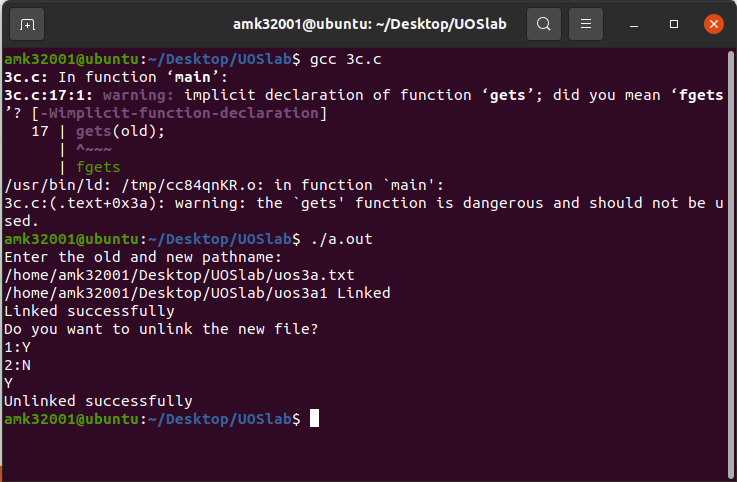 amk32001@ubuntu: ~/Desktop/UOSlab
amk32001@ubuntu:~/Desktop/UOSlab$ gcc 3c.c
3c.c: In function ‘main’:
3c.c:17:1: warning: implicit declaration of function ‘gets’; did you mean ‘fgets
’? [-Wimplicit-function-declaration]
   17 | gets(old);
      | ^~~~
      | fgets
/usr/bin/ld: /tmp/cc84qnKR.o: in function `main':
3c.c:(.text+0x3a): warning: the `gets' function is dangerous and should not be u
sed.
amk32001@ubuntu:~/Desktop/UOSlab$ ./a.out
Enter the old and new pathname:
/home/amk32001/Desktop/UOSlab/uos3a.txt
/home/amk32001/Desktop/UOSlab/uos3a1 Linked
Linked successfully
Do you want to unlink the new file?
1:Y
2:N
Y
Unlinked successfully
amk32001@ubuntu:~/Desktop/UOSlab$